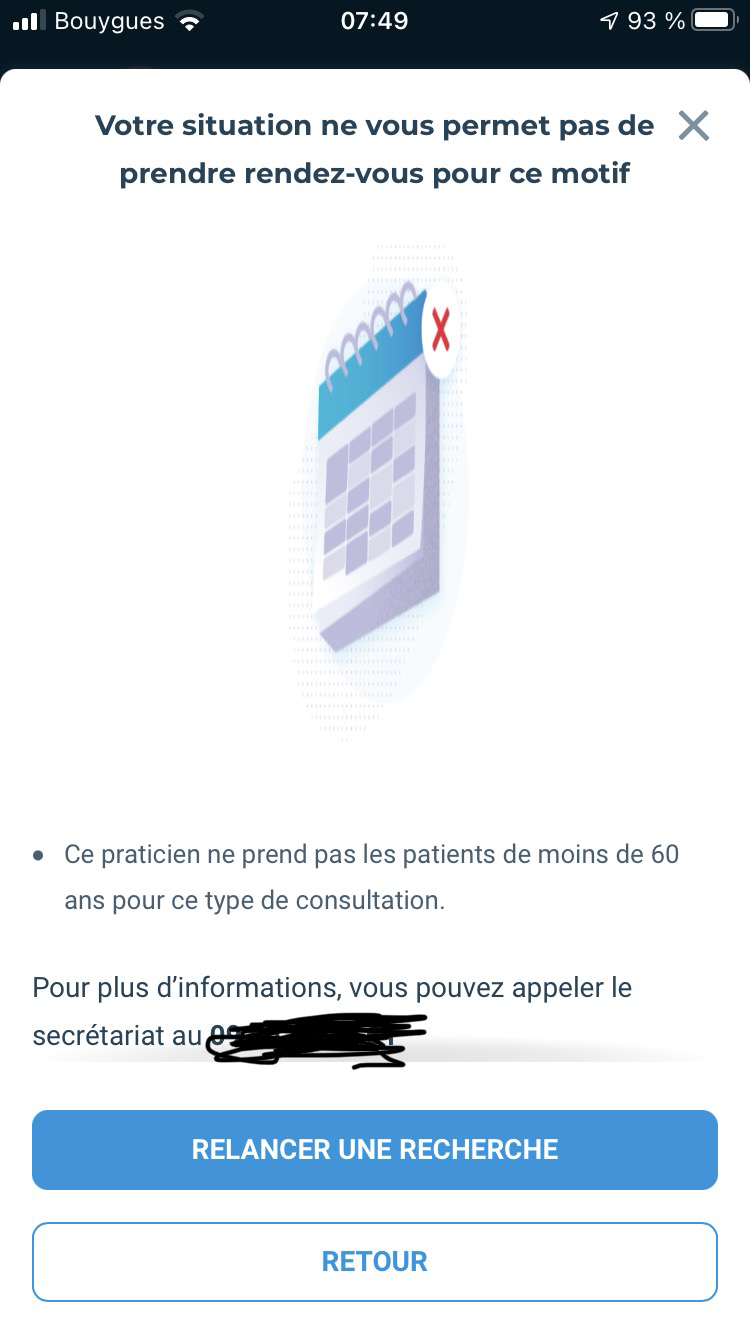 Bouygues 07:49 93 %
Votre situation ne vous permet pas de
prendre rendez-vous pour ce motif
Ce praticien ne prend pas les patients de moins de 60
ans pour ce type de consultation.
Pour plus d’informations, vous pouvez appeler le
secrétariat au
RELANCER UNE RECHERCHE
RETOUR